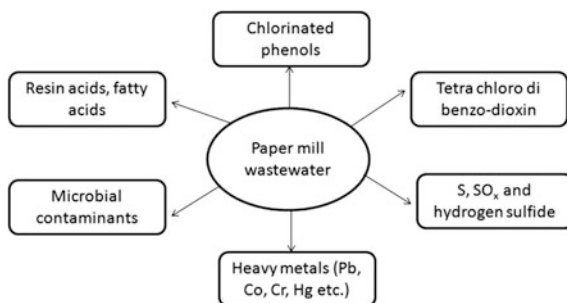 Chlorinated
phenols
Resin acids, fatty
acids
Tetra chloro di
benzo-dioxin
Paper mill
wastewater
Microbial
contaminants
S, SOₓ and
hydrogen sulfide
Heavy metals (Pb,
Co, Cr, Hg etc.)